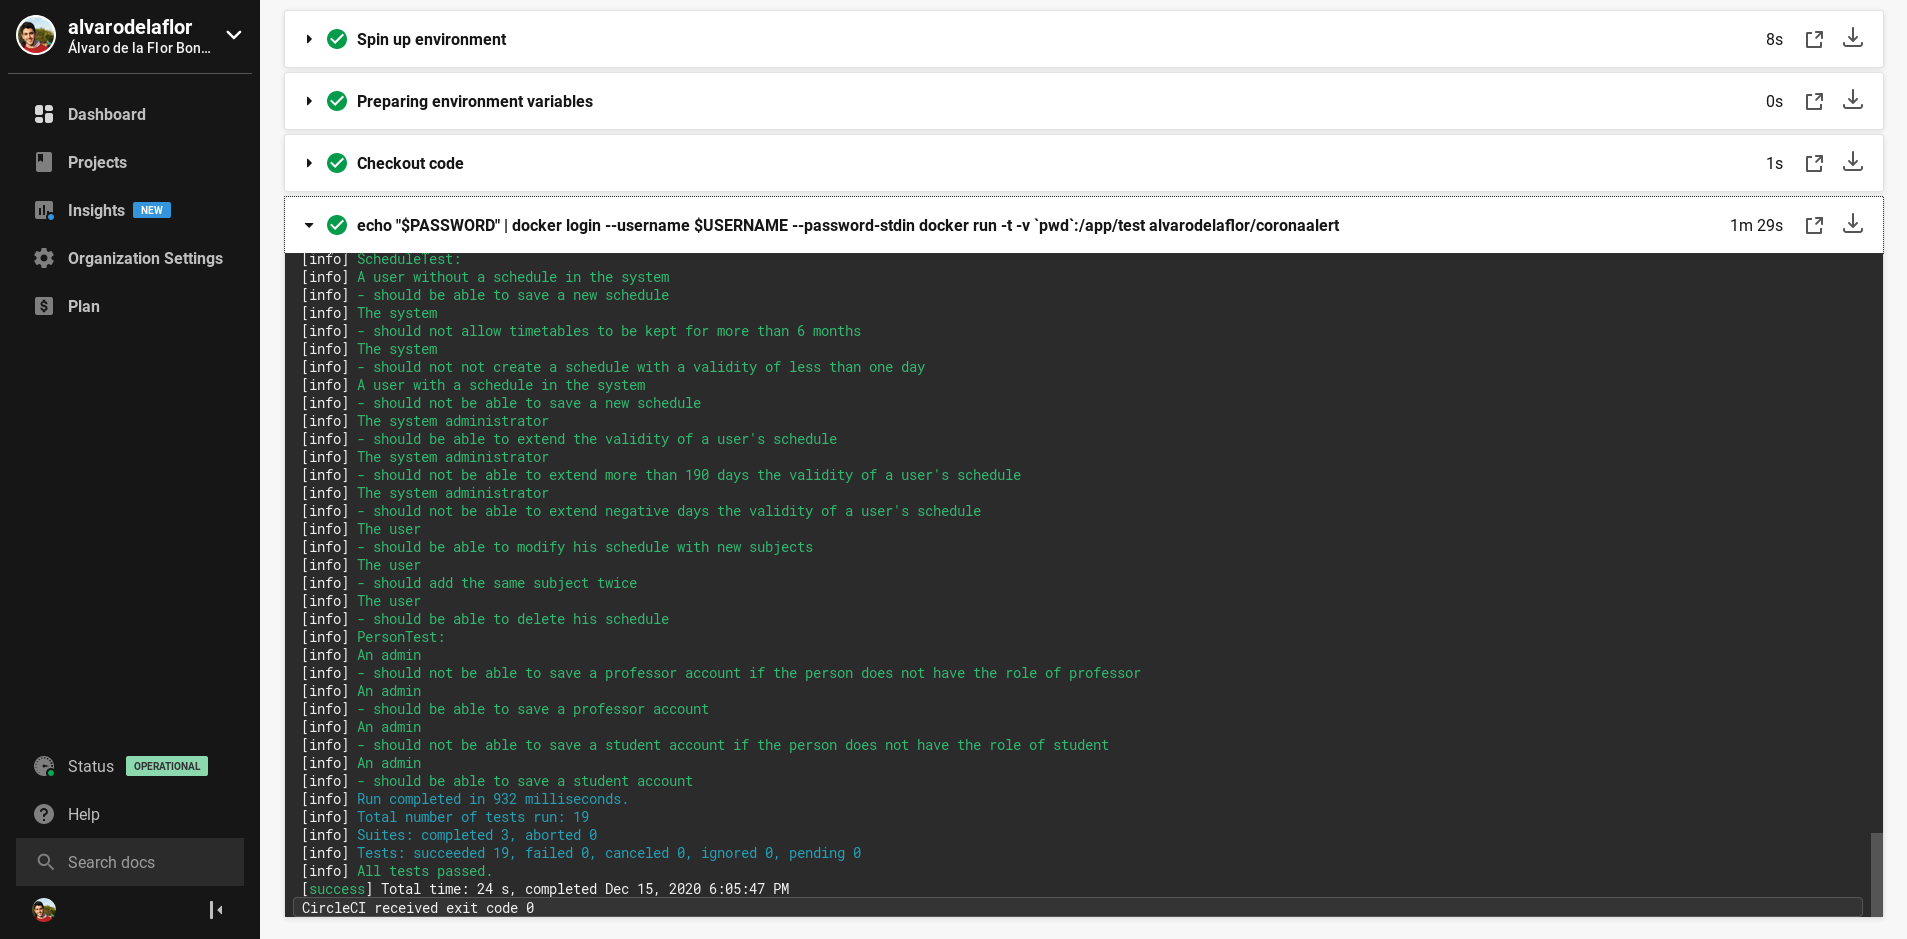 alvarodelaflor
Álvaro de la Flor Bon...
Dashboard
Projects
Insights NEW
Organization Settings
Plan
Status OPERATIONAL
Help
Search docs
Spin up environment 8s
Preparing environment variables 0s
Checkout code 1s
echo "$PASSWORD" | docker login --username $USERNAME --password-stdin docker run -t -v `pwd`:/app/test alvarodelaflor/coronaalert 1m 29s
[info] ScheduleTest:
[info] A user without a schedule in the system
[info] - should be able to save a new schedule
[info] The system
[info] - should not allow timetables to be kept for more than 6 months
[info] The system
[info] - should not not create a schedule with a validity of less than one day
[info] A user with a schedule in the system
[info] - should not be able to save a new schedule
[info] The system administrator
[info] - should be able to extend the validity of a user's schedule
[info] The system administrator
[info] - should not be able to extend more than 190 days the validity of a user's schedule
[info] The system administrator
[info] - should not be able to extend negative days the validity of a user's schedule
[info] The user
[info] - should be able to modify his schedule with new subjects
[info] The user
[info] - should add the same subject twice
[info] The user
[info] - should be able to delete his schedule
[info] PersonTest:
[info] An admin
[info] - should not be able to save a professor account if the person does not have the role of professor
[info] An admin
[info] - should be able to save a professor account
[info] An admin
[info] - should not be able to save a student account if the person does not have the role of student
[info] An admin
[info] - should be able to save a student account
[info] Run completed in 932 milliseconds.
[info] Total number of tests run: 19
[info] Suites: completed 3, aborted 0
[info] Tests: succeeded 19, failed 0, canceled 0, ignored 0, pending 0
[info] All tests passed.
[success] Total time: 24 s, completed Dec 15, 2020 6:05:47 PM
CircleCI received exit code 0